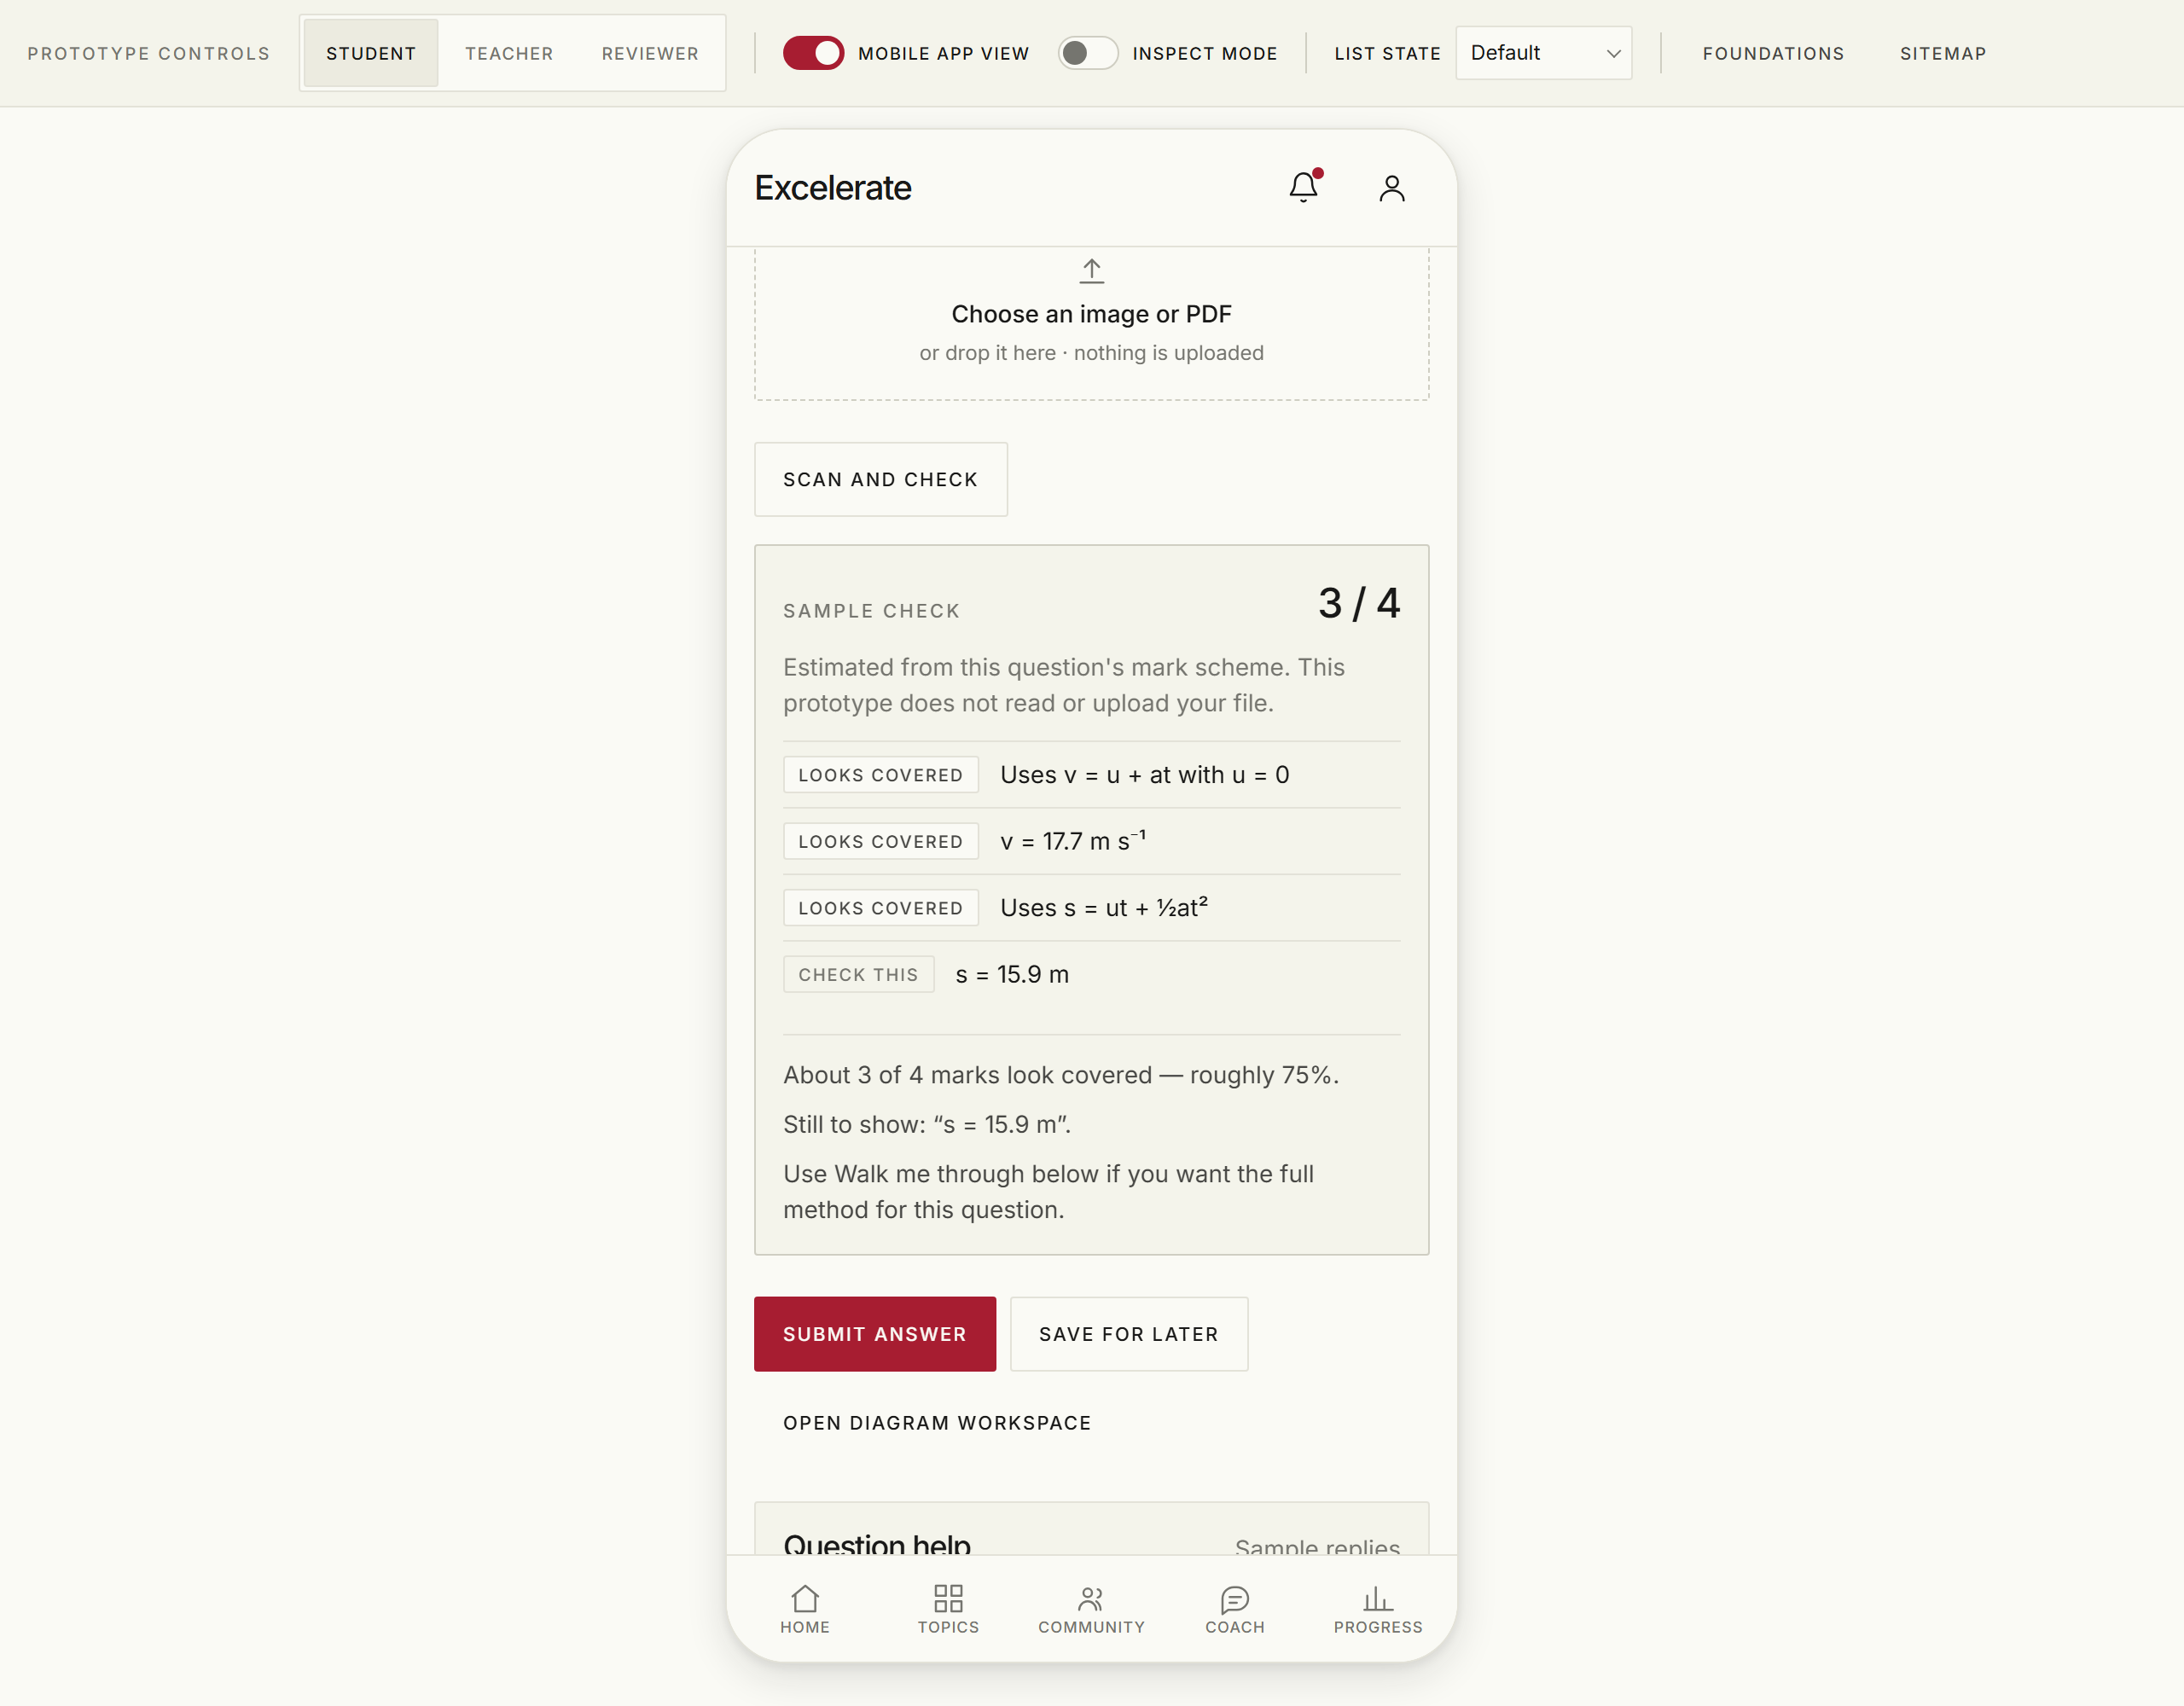 PROTOTYPE CONTROLS STUDENT TEACHER REVIEWER MOBILE APP VIEW INSPECT MODE LIST STATE Default FOUNDATIONS SITEMAP
Excelerate
Choose an image or PDF
or drop it here · nothing is uploaded
SCAN AND CHECK
SAMPLE CHECK 3 / 4
Estimated from this question's mark scheme. This
prototype does not read or upload your file.
LOOKS COVERED Uses v = u + at with u = 0
LOOKS COVERED v = 17.7 m s⁻¹
LOOKS COVERED Uses s = ut + ½at²
CHECK THIS s = 15.9 m
About 3 of 4 marks look covered — roughly 75%.
Still to show: “s = 15.9 m”.
Use Walk me through below if you want the full
method for this question.
SUBMIT ANSWER SAVE FOR LATER
OPEN DIAGRAM WORKSPACE
Question help Sample replies
HOME TOPICS COMMUNITY COACH PROGRESS